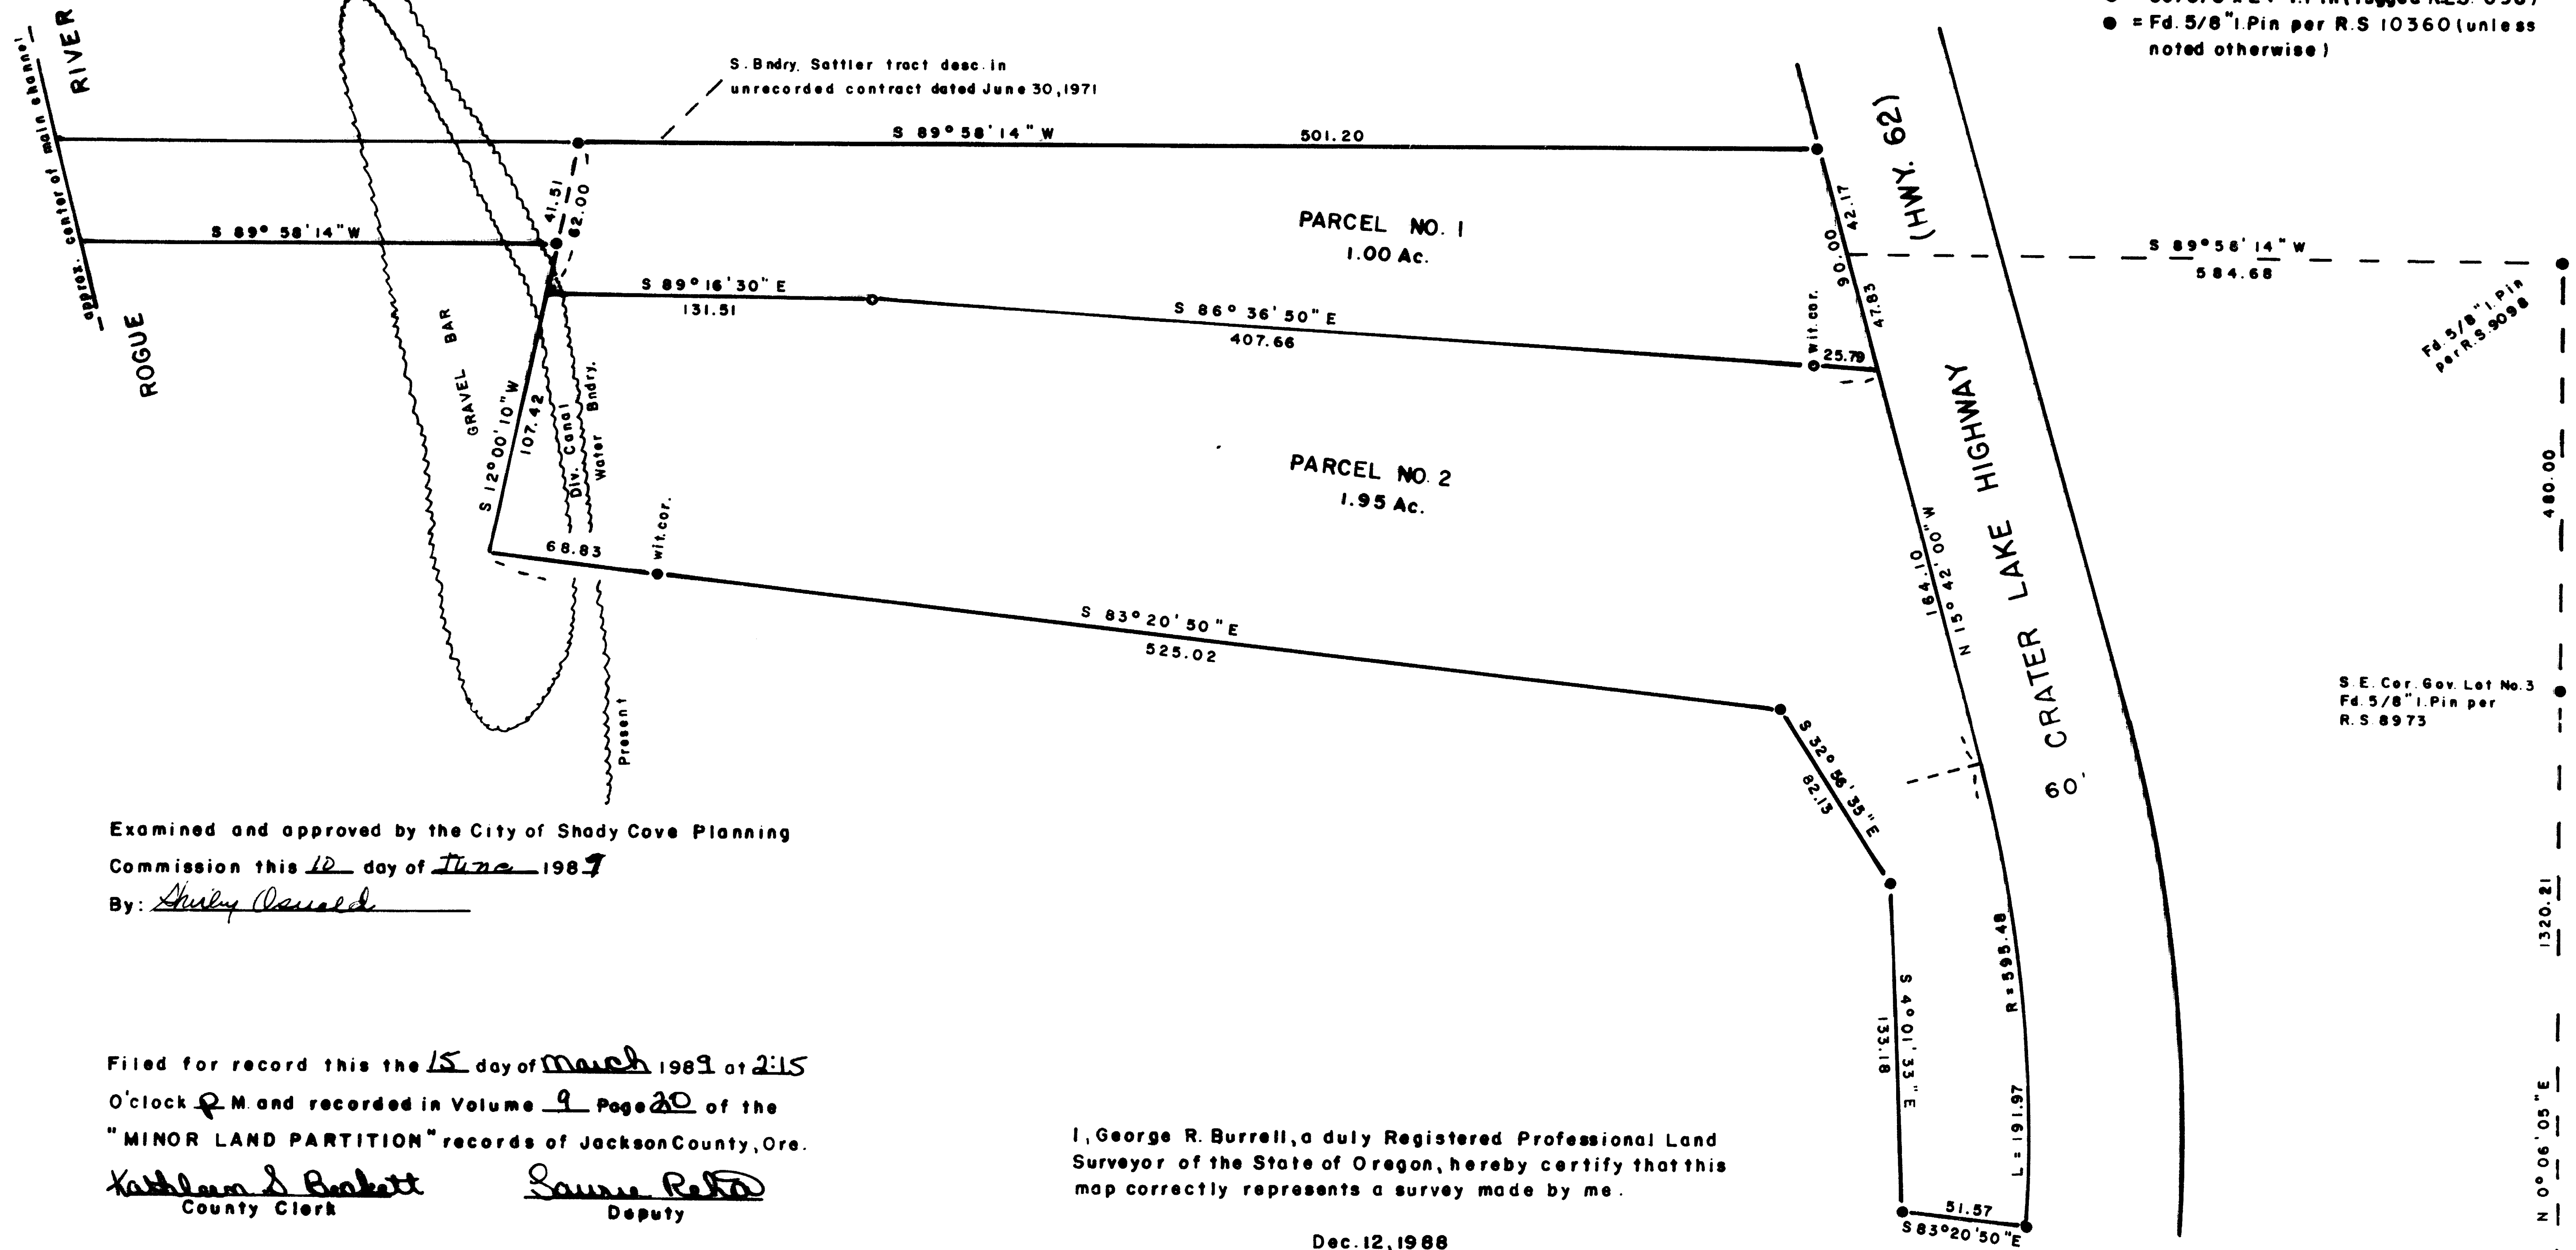 ● = Fd. 5/8" I.Pin per R.S 10360 (unless
noted otherwise)
RIVER
approx. center of main channel
ROGUE
S. Bndry. Sattler tract desc. in
unrecorded contract dated June 30, 1971
S 89° 58' 14" W
501.20
41.51
62.00
S 89° 58' 14" W
PARCEL NO. 1
1.00 Ac.
42.17
90.00
47.83
(HWY. 62)
S 89° 58' 14" W
584.68
Fd. 5/8" I.Pin
per R.S. 9098
S 89° 16' 30" E
131.51
S 86° 36' 50" E
407.66
wit. cor.
25.79
GRAVEL BAR
S 12° 00' 10" W
107.42
Div. Canal
Water Bndry.
Present
PARCEL NO. 2
1.95 Ac.
CRATER LAKE HIGHWAY
60'
164.10
N 15° 42' 00" W
480.00
68.83
wit. cor.
S 83° 20' 50" E
525.02
S.E. Cor. Gov. Lot No. 3
Fd. 5/8" I.Pin per
R.S. 8973
S 32° 56' 35" E
82.13
1320.21
N 0° 06' 05" E
R = 595.48
L = 191.97
S 4° 01' 33" E
133.18
51.57
S 83° 20' 50" E
Examined and approved by the City of Shady Cove Planning
Commission this 10 day of June 1989
By: Shirley Oswald
Filed for record this the 15 day of March 1989 at 2:15
O'clock P M. and recorded in Volume 9 Page 20 of the
"MINOR LAND PARTITION" records of Jackson County, Ore.
Kathleen S Beckett
County Clerk
Deputy
I, George R. Burrell, a duly Registered Professional Land
Surveyor of the State of Oregon, hereby certify that this
map correctly represents a survey made by me.
Dec. 12, 1988